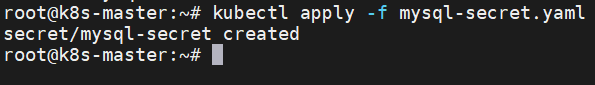 root@k8s-master:~# kubectl apply -f mysql-secret.yaml
secret/mysql-secret created
root@k8s-master:~#